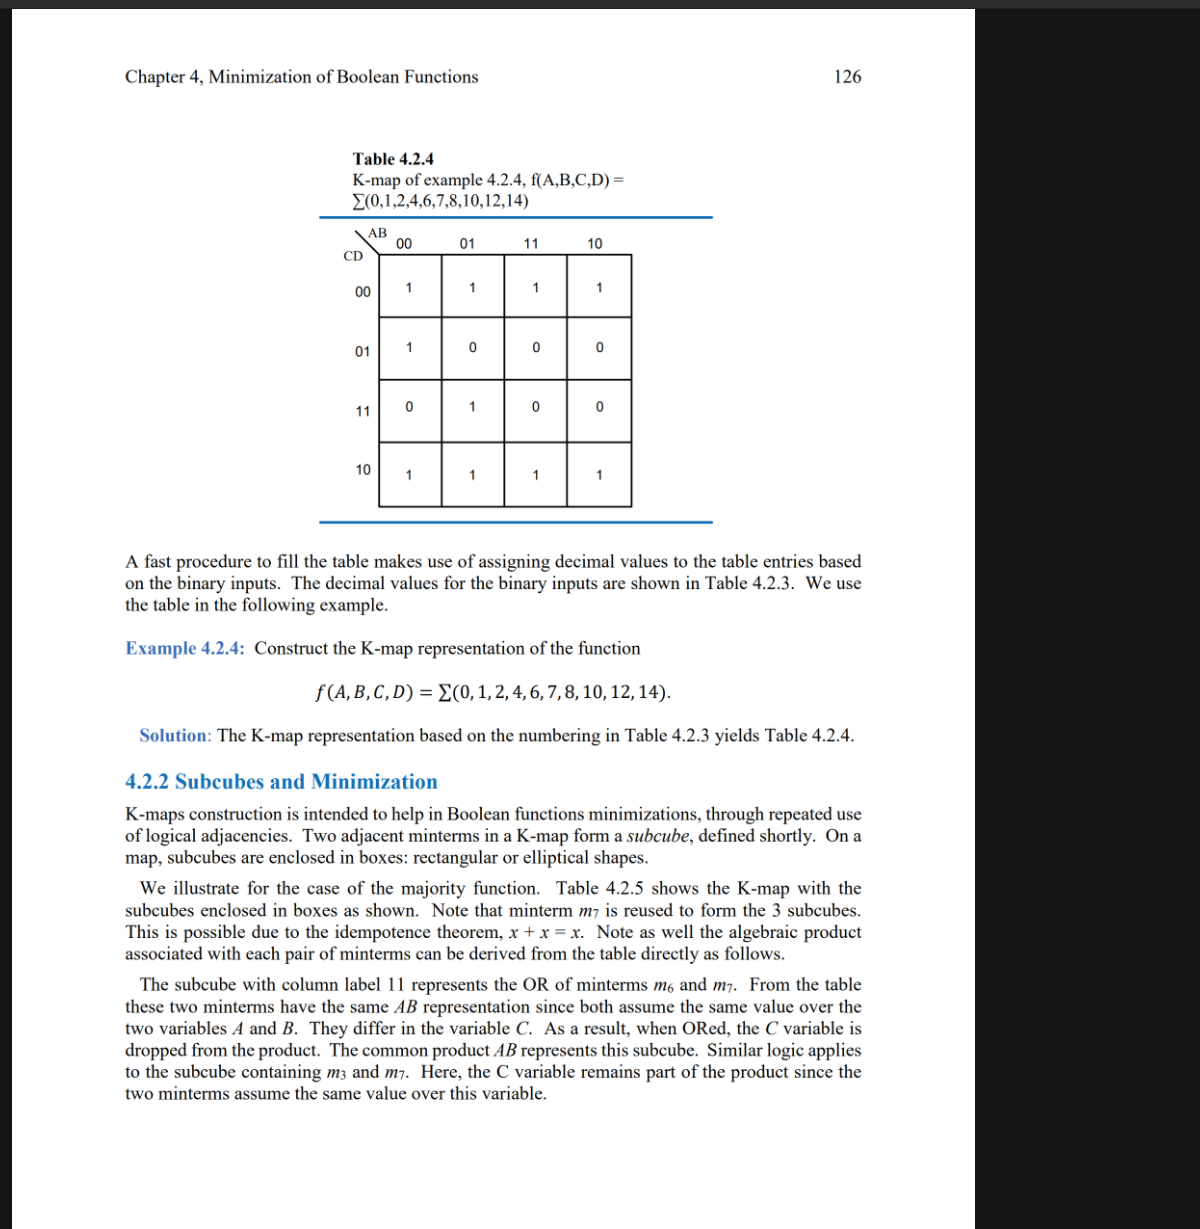 Chapter 4, Minimization of Boolean Functions 126
Table 4.2.4
K-map of example 4.2.4, f(A,B,C,D) =
∑(0,1,2,4,6,7,8,10,12,14)
AB
00 01 11 10
CD
00 1 1 1 1
01 1 0 0 0
11 0 1 0 0
10 1 1 1 1
A fast procedure to fill the table makes use of assigning decimal values to the table entries based
on the binary inputs. The decimal values for the binary inputs are shown in Table 4.2.3. We use
the table in the following example.
Example 4.2.4: Construct the K-map representation of the function
f(A, B, C, D) = ∑(0, 1, 2, 4, 6, 7, 8, 10, 12, 14).
Solution: The K-map representation based on the numbering in Table 4.2.3 yields Table 4.2.4.
4.2.2 Subcubes and Minimization
K-maps construction is intended to help in Boolean functions minimizations, through repeated use
of logical adjacencies. Two adjacent minterms in a K-map form a subcube, defined shortly. On a
map, subcubes are enclosed in boxes: rectangular or elliptical shapes.
We illustrate for the case of the majority function. Table 4.2.5 shows the K-map with the
subcubes enclosed in boxes as shown. Note that minterm m₇ is reused to form the 3 subcubes.
This is possible due to the idempotence theorem, x + x = x. Note as well the algebraic product
associated with each pair of minterms can be derived from the table directly as follows.
The subcube with column label 11 represents the OR of minterms m₆ and m₇. From the table
these two minterms have the same AB representation since both assume the same value over the
two variables A and B. They differ in the variable C. As a result, when ORed, the C variable is
dropped from the product. The common product AB represents this subcube. Similar logic applies
to the subcube containing m₃ and m₇. Here, the C variable remains part of the product since the
two minterms assume the same value over this variable.